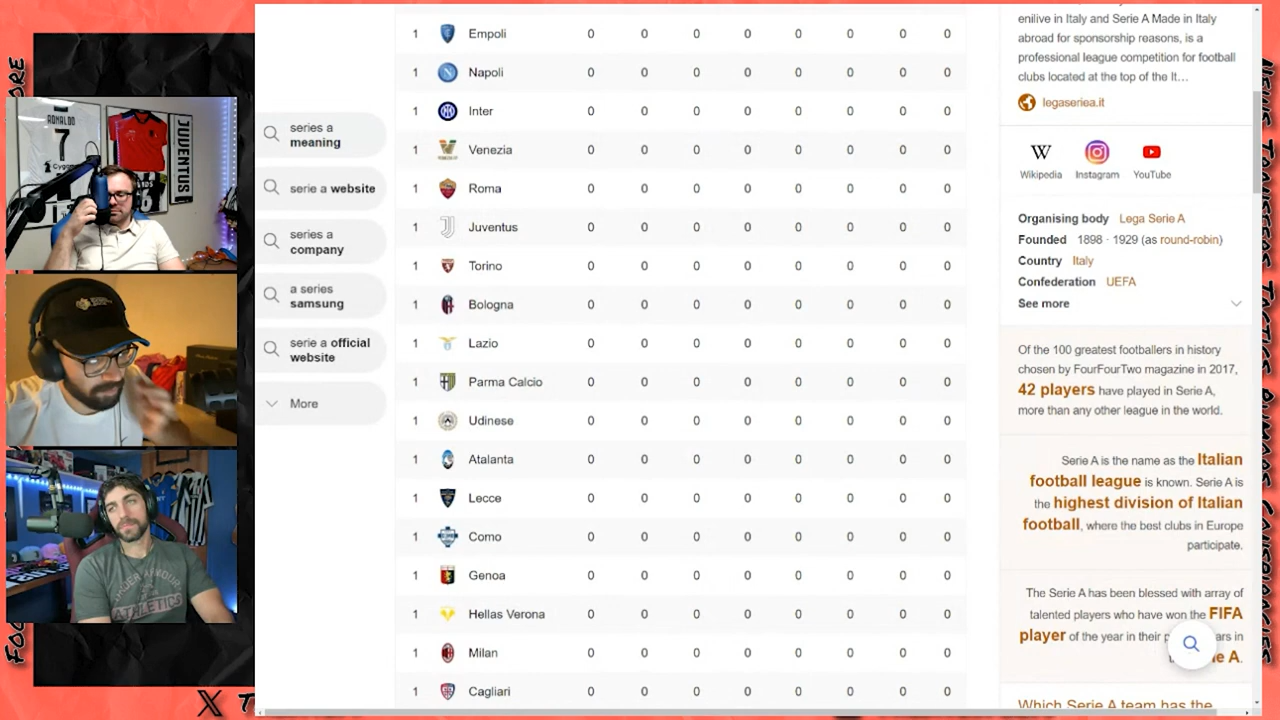 RONALDO
7
Cygames
JUVENTUS
UNDER ARMOUR
ATHLETICS
series a
meaning
serie a website
series a
company
a series
samsung
serie a official
website
More
1 Empoli 0 0 0 0 0 0 0 0
1 Napoli 0 0 0 0 0 0 0 0
1 Inter 0 0 0 0 0 0 0 0
1 Venezia 0 0 0 0 0 0 0 0
1 Roma 0 0 0 0 0 0 0 0
1 Juventus 0 0 0 0 0 0 0 0
1 Torino 0 0 0 0 0 0 0 0
1 Bologna 0 0 0 0 0 0 0 0
1 Lazio 0 0 0 0 0 0 0 0
1 Parma Calcio 0 0 0 0 0 0 0 0
1 Udinese 0 0 0 0 0 0 0 0
1 Atalanta 0 0 0 0 0 0 0 0
1 Lecce 0 0 0 0 0 0 0 0
1 Como 0 0 0 0 0 0 0 0
1 Genoa 0 0 0 0 0 0 0 0
1 Hellas Verona 0 0 0 0 0 0 0 0
1 Milan 0 0 0 0 0 0 0 0
1 Cagliari 0 0 0 0 0 0 0 0
enilive in Italy and Serie A Made in Italy
abroad for sponsorship reasons, is a
professional league competition for football
clubs located at the top of the It...
legaseriea.it
W
Wikipedia Instagram YouTube
Organising body Lega Serie A
Founded 1898 · 1929 (as round-robin)
Country Italy
Confederation UEFA
See more
Of the 100 greatest footballers in history
chosen by FourFourTwo magazine in 2017,
42 players have played in Serie A,
more than any other league in the world.
Serie A is the name as the Italian
football league is known. Serie A is
the highest division of Italian
football, where the best clubs in Europe
participate.
The Serie A has been blessed with array of
talented players who have won the FIFA
player of the year in their
Which Serie A team has the